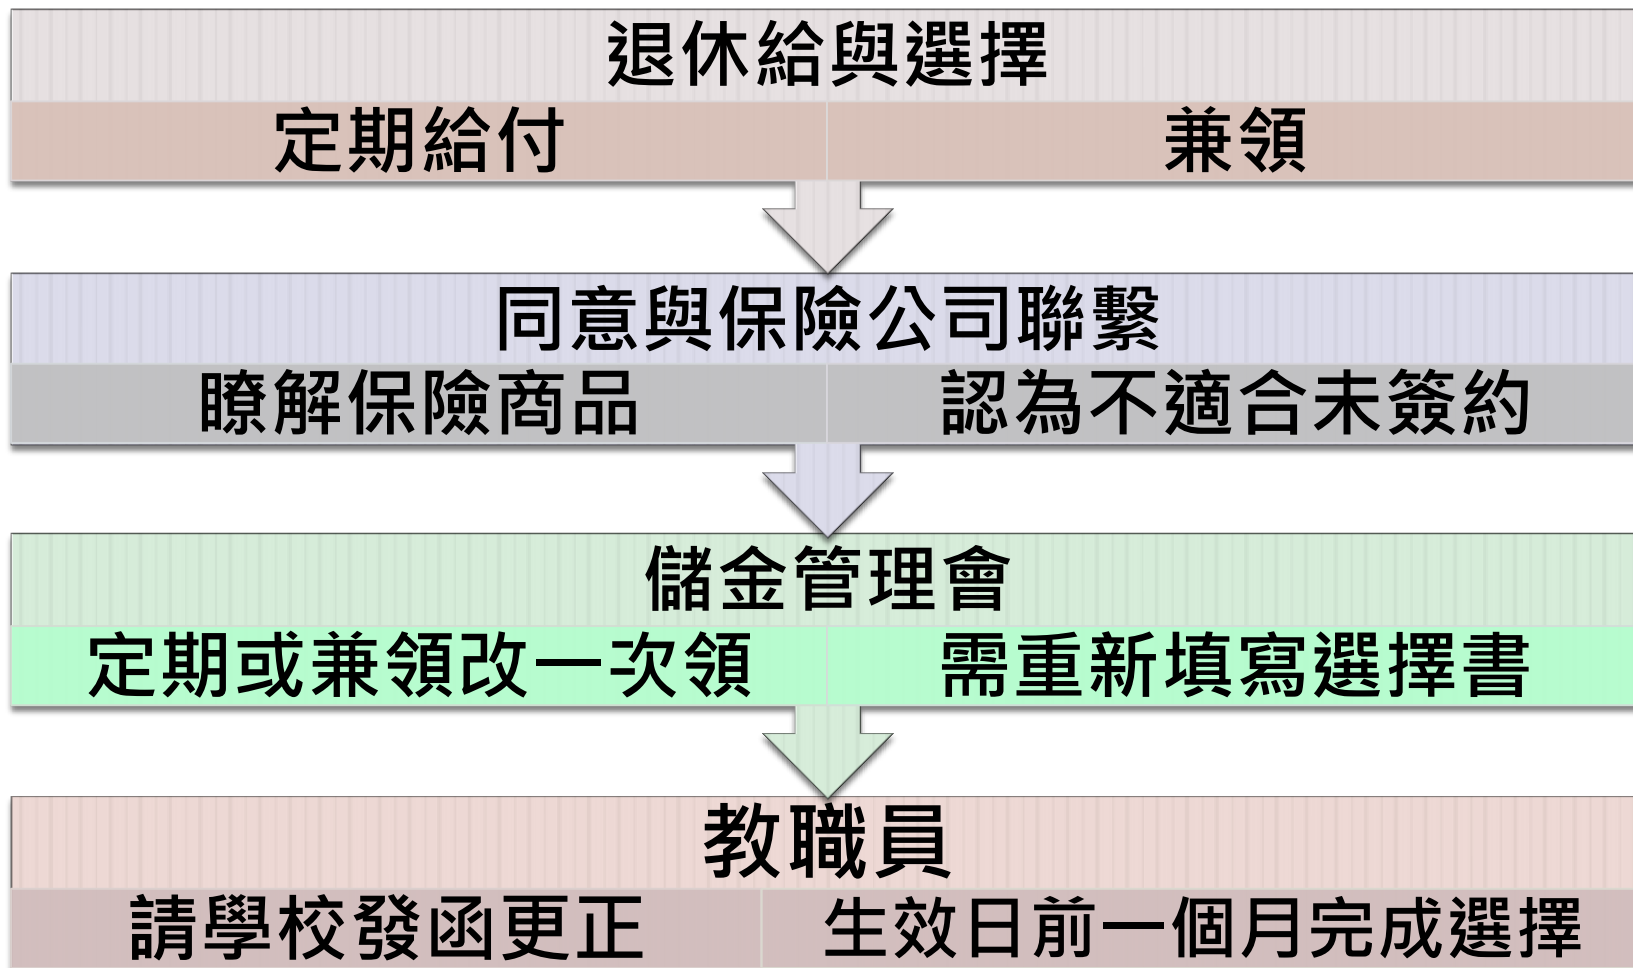 退休給與選擇
定期給付 兼領
同意與保險公司聯繫
瞭解保險商品 認為不適合未簽約
儲金管理會
定期或兼領改一次領 需重新填寫選擇書
教職員
請學校發函更正 生效日前一個月完成選擇